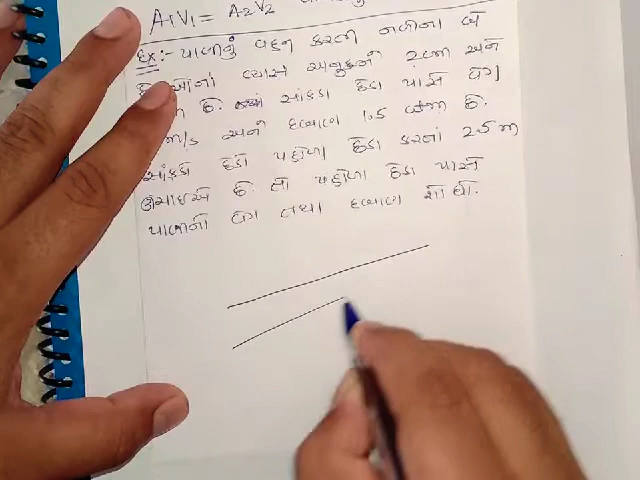 A₁V₁ = A₂V₂
Ex:- પાણીનું વહન કરતી નળીના બે
વ્યાસ અનુક્રમે 2cm અને
છે. સાંકડા છેડા પાસે વેગ
m/s અને દબાણ 1.5 છે.
સાંકડા છેડો પહોળા છેડા કરતાં 2.5 m
ઊંચાઇએ છે. તો પહોળા છેડા પાસે
પાણીનો વેગ તથા દબાણ શોધો.